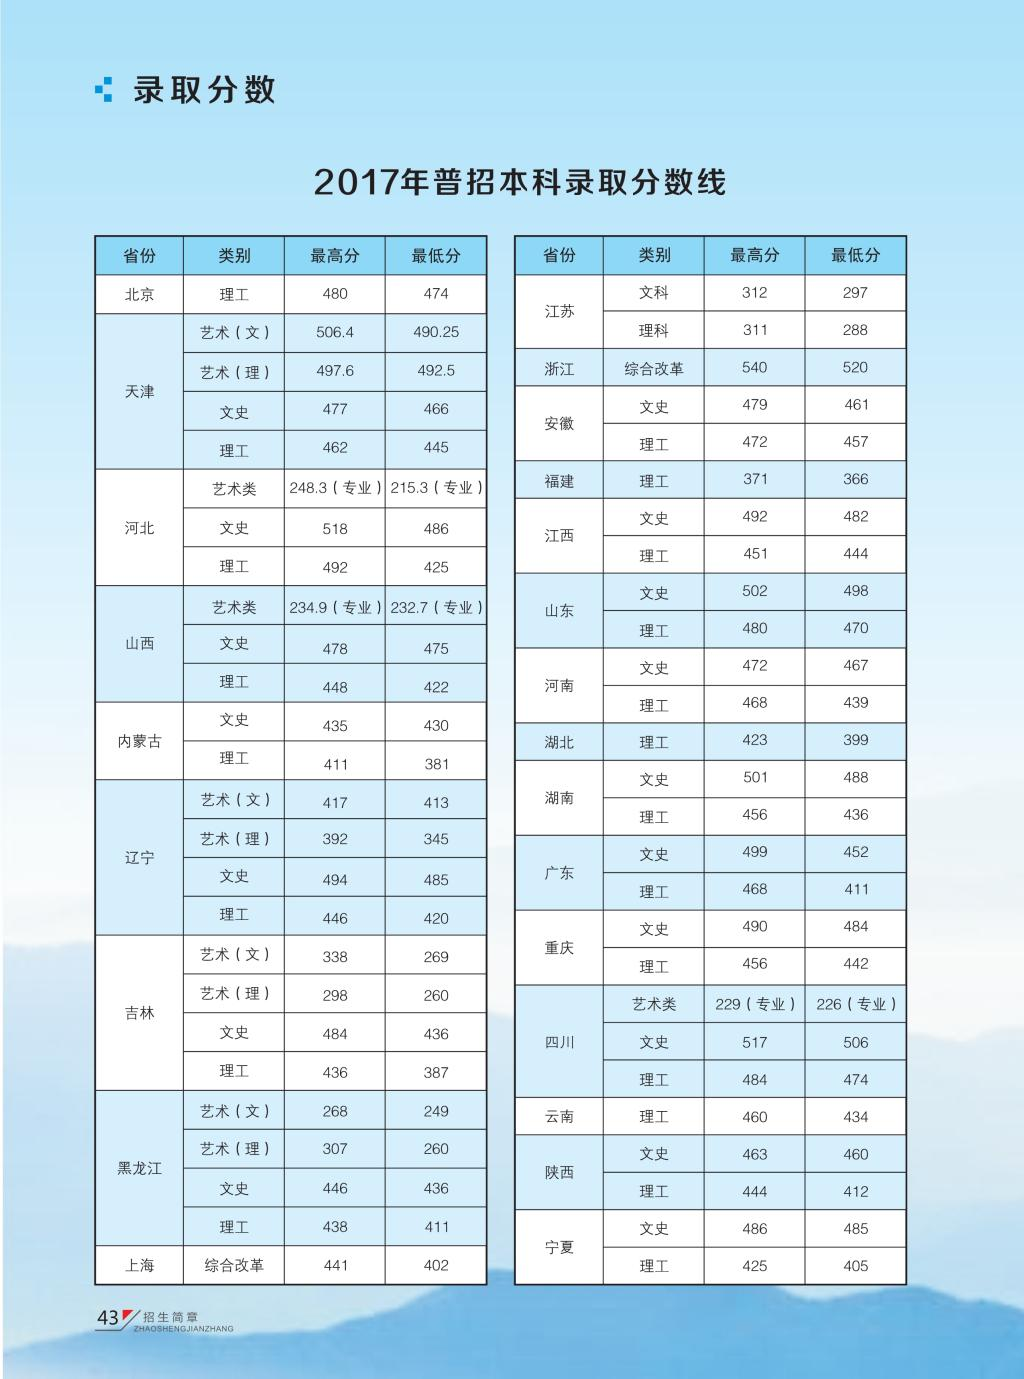 录取分数
2017年普招本科录取分数线
省份 类别 最高分 最低分
北京 理工 480 474
天津 艺术（文） 506.4 490.25
艺术（理） 497.6 492.5
文史 477 466
理工 462 445
河北 艺术类 248.3（专业） 215.3（专业）
文史 518 486
理工 492 425
山西 艺术类 234.9（专业） 232.7（专业）
文史 478 475
理工 448 422
内蒙古 文史 435 430
理工 411 381
辽宁 艺术（文） 417 413
艺术（理） 392 345
文史 494 485
理工 446 420
吉林 艺术（文） 338 269
艺术（理） 298 260
文史 484 436
理工 436 387
黑龙江 艺术（文） 268 249
艺术（理） 307 260
文史 446 436
理工 438 411
上海 综合改革 441 402
省份 类别 最高分 最低分
江苏 文科 312 297
理科 311 288
浙江 综合改革 540 520
安徽 文史 479 461
理工 472 457
福建 理工 371 366
江西 文史 492 482
理工 451 444
山东 文史 502 498
理工 480 470
河南 文史 472 467
理工 468 439
湖北 理工 423 399
湖南 文史 501 488
理工 456 436
广东 文史 499 452
理工 468 411
重庆 文史 490 484
理工 456 442
四川 艺术类 229（专业） 226（专业）
文史 517 506
理工 484 474
云南 理工 460 434
陕西 文史 463 460
理工 444 412
宁夏 文史 486 485
理工 425 405
43 招生简章
ZHAOSHENGJIANZHANG